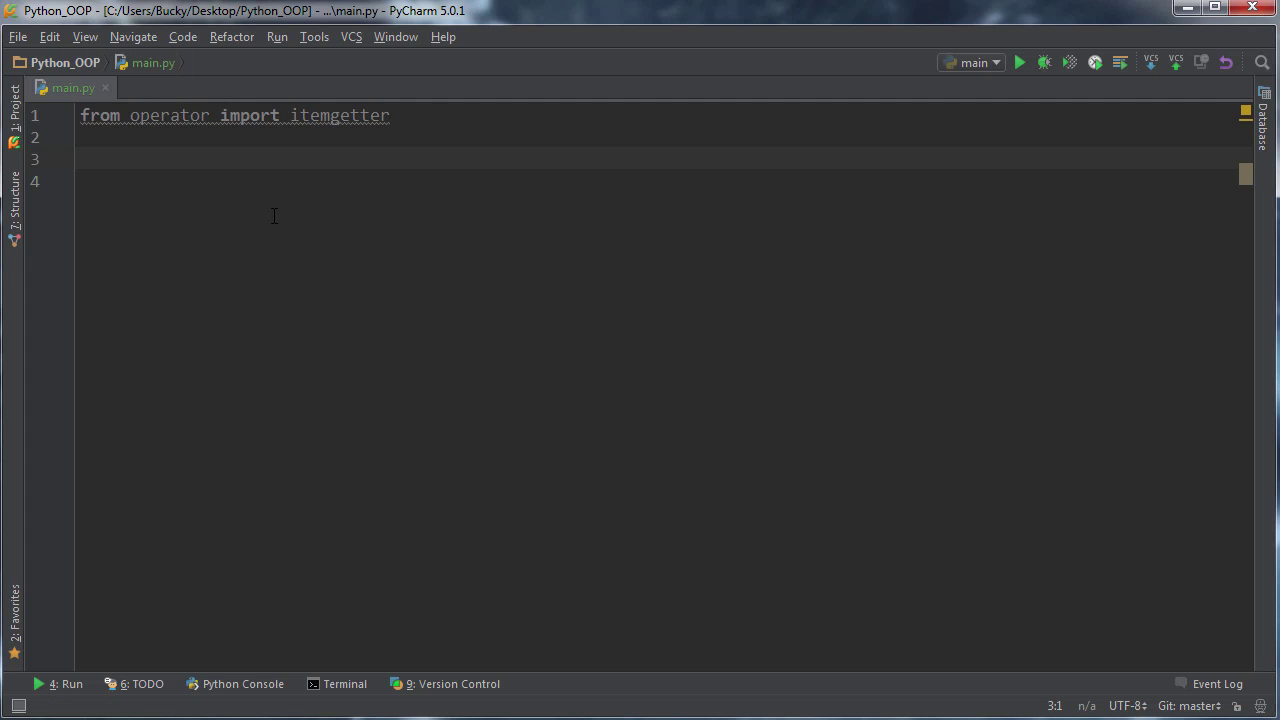 Python_OOP - [C:/Users/Bucky/Desktop/Python_OOP] - ...\main.py - PyCharm 5.0.1
File Edit View Navigate Code Refactor Run Tools VCS Window Help
Python_OOP main.py main VCS VCS
main.py
1: Project
7: Structure
2: Favorites
1 from operator import itemgetter
2
3
4
Database
4: Run 6: TODO Python Console Terminal 9: Version Control Event Log
3:1 n/a UTF-8 Git: master